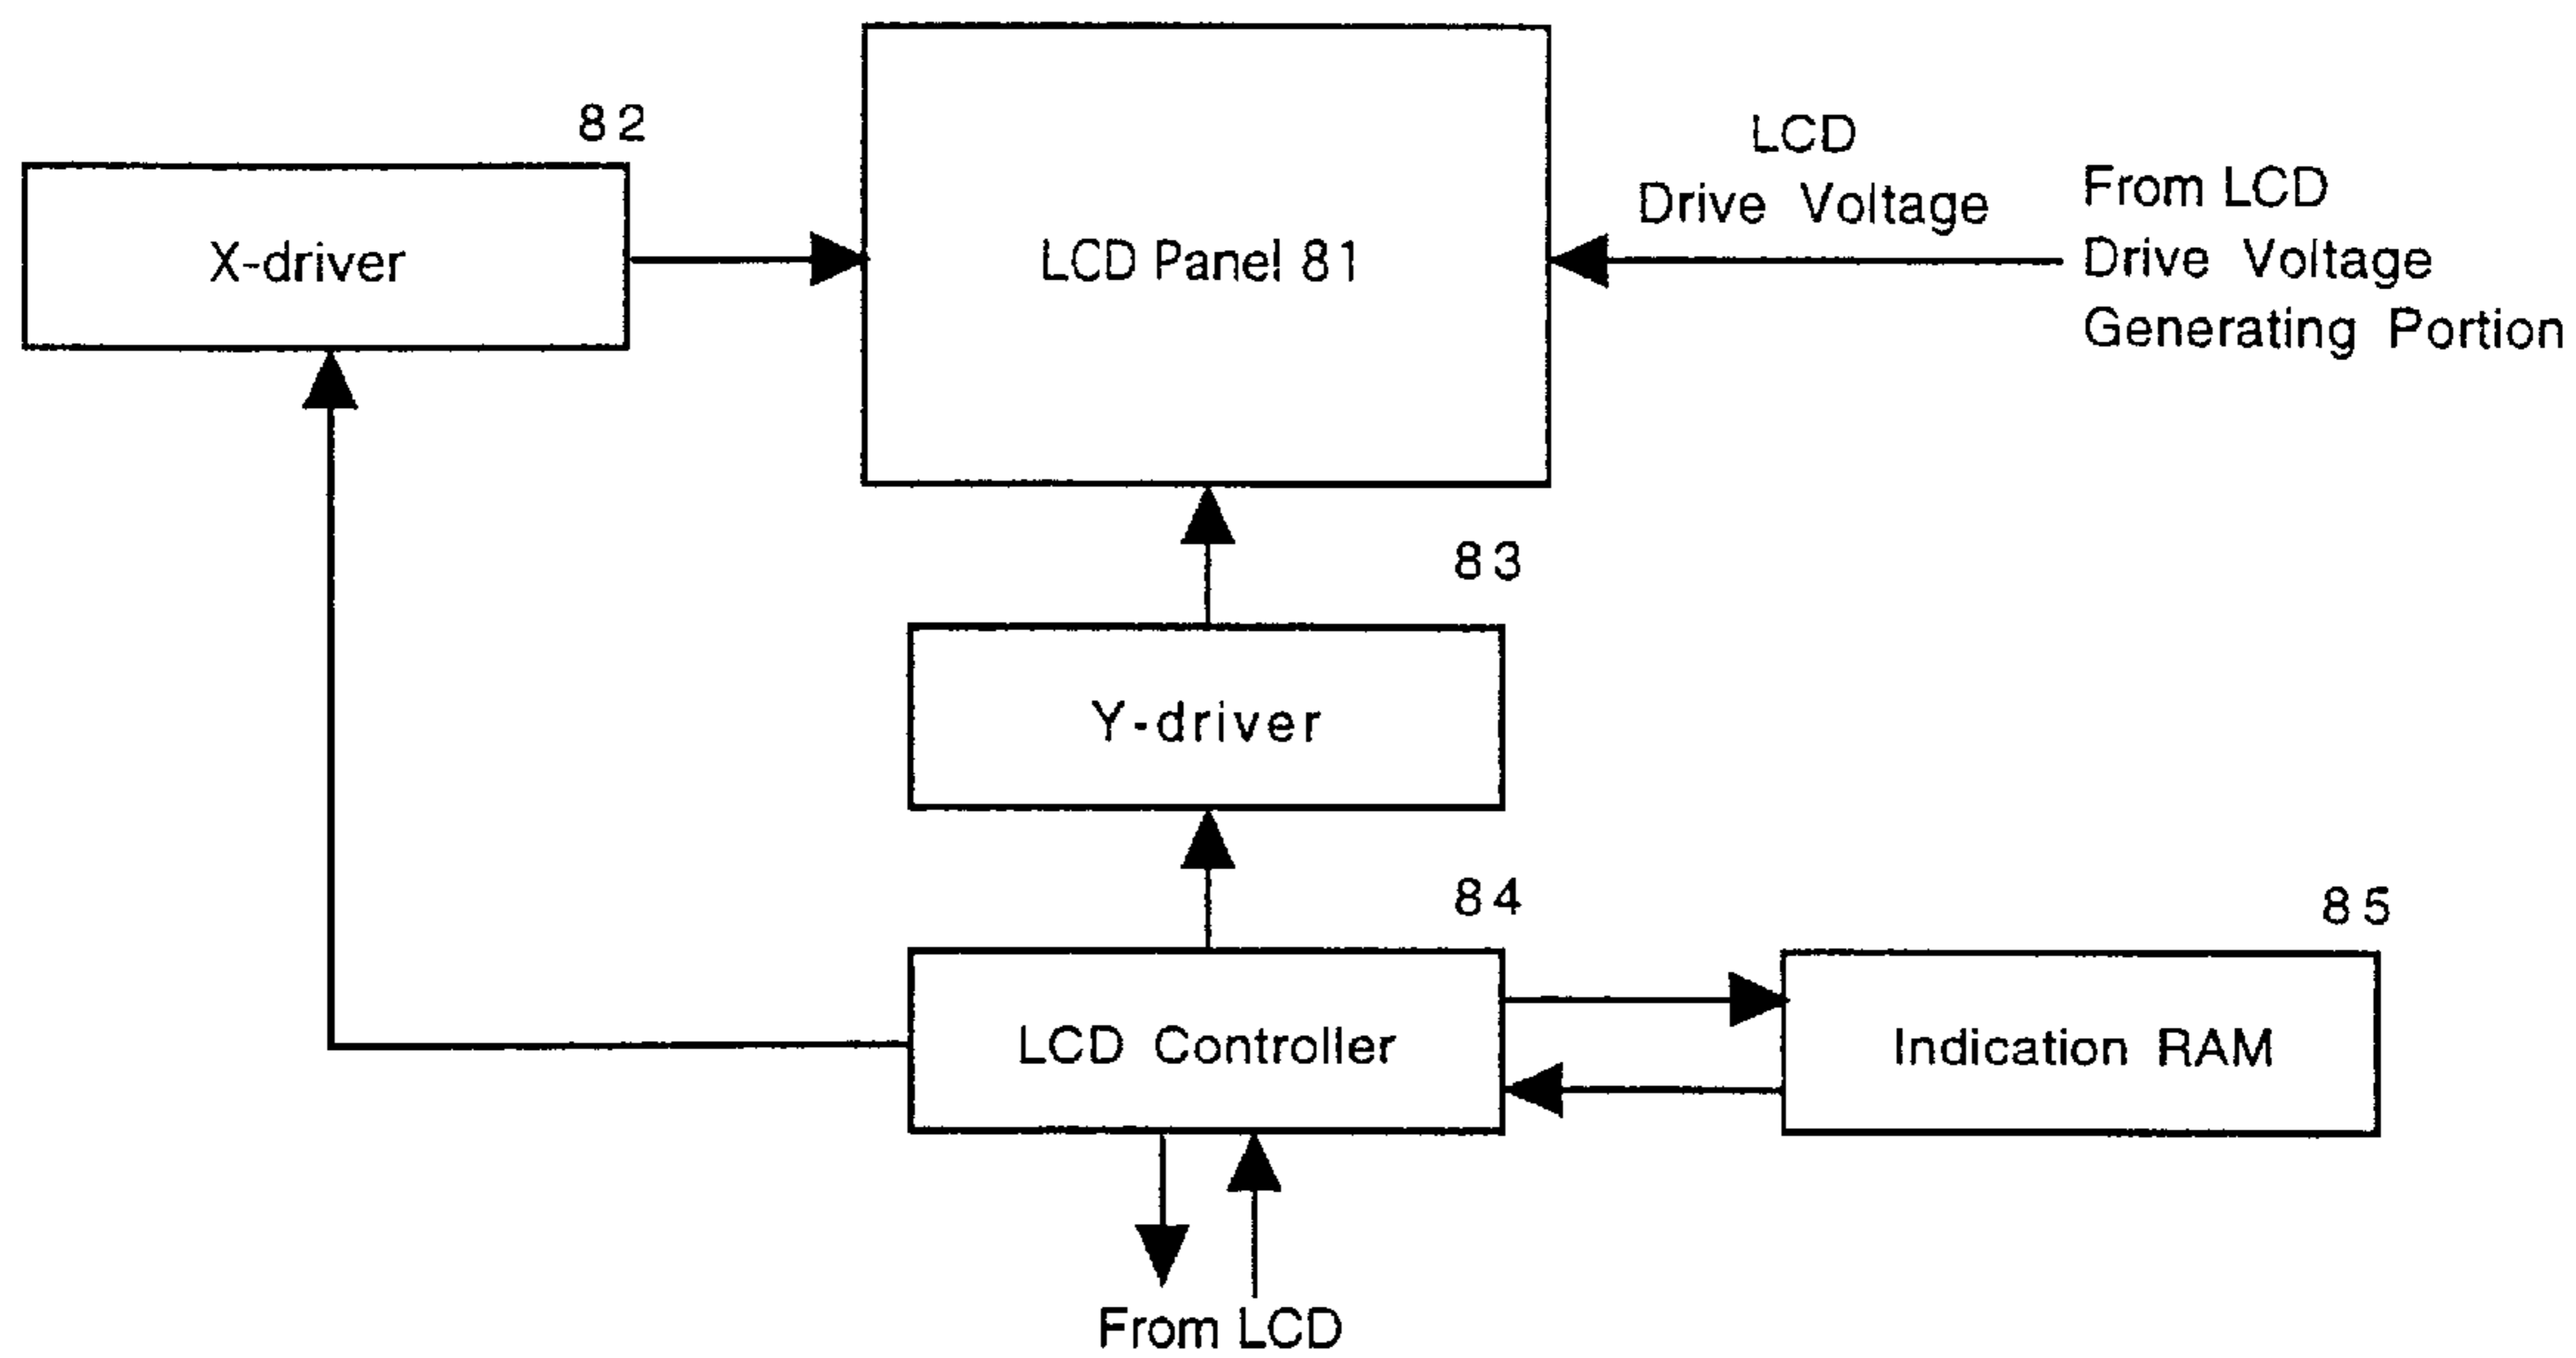 82
X-driver
LCD Panel 81
LCD
Drive Voltage
From LCD
Drive Voltage
Generating Portion
83
Y-driver
84
LCD Controller
85
Indication RAM
From LCD